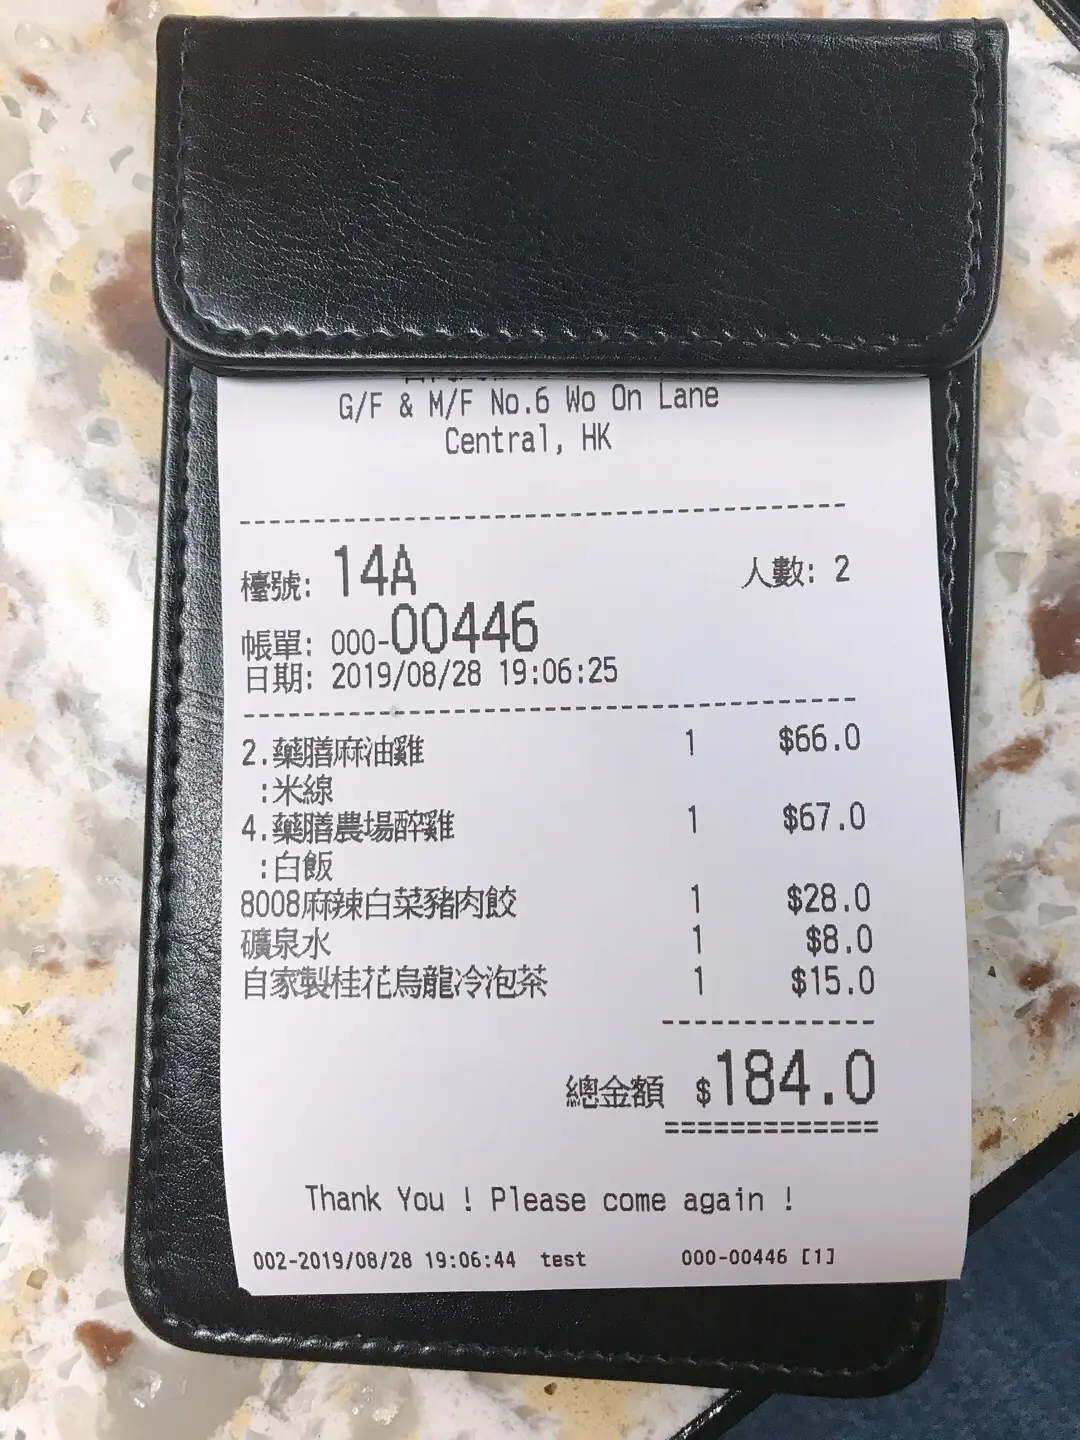 G/F & M/F No.6 Wo On Lane
Central, HK
檯號: 14A 人數: 2
帳單: 000-00446
日期: 2019/08/28 19:06:25
2.藥膳麻油雞 1 $66.0
:米線
4.藥膳農場醉雞 1 $67.0
:白飯
8008麻辣白菜豬肉餃 1 $28.0
礦泉水 1 $8.0
自家製桂花烏龍冷泡茶 1 $15.0
總金額 $184.0
Thank You ! Please come again !
002-2019/08/28 19:06:44 test 000-00446 [1]